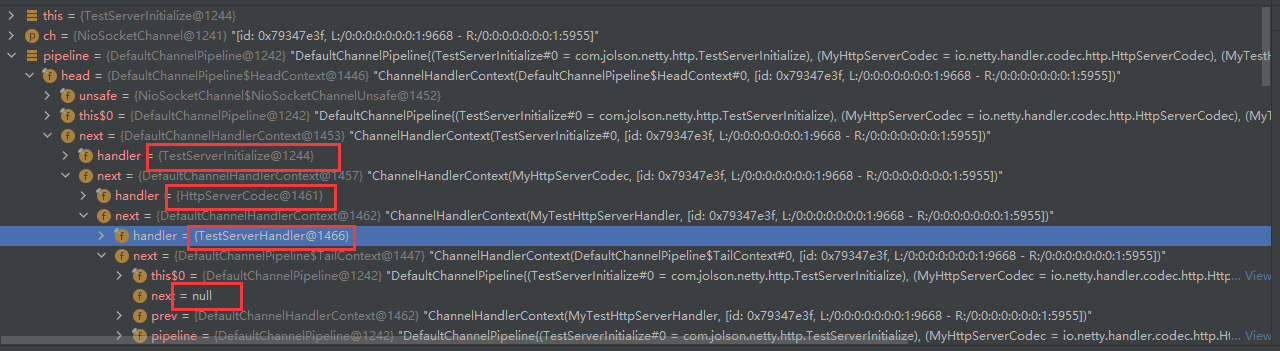 this = {TestServerInitialize@1244}
ch = {NioSocketChannel@1241} "[id: 0x79347e3f, L:/0:0:0:0:0:0:0:1:9668 - R:/0:0:0:0:0:0:0:1:5955]"
pipeline = {DefaultChannelPipeline@1242} "DefaultChannelPipeline{(TestServerInitialize#0 = com.jolson.netty.http.TestServerInitialize), (MyHttpServerCodec = io.netty.handler.codec.http.HttpServerCodec), (MyTestH
head = {DefaultChannelPipeline$HeadContext@1446} "ChannelHandlerContext(DefaultChannelPipeline$HeadContext#0, [id: 0x79347e3f, L:/0:0:0:0:0:0:0:1:9668 - R:/0:0:0:0:0:0:0:1:5955])"
unsafe = {NioSocketChannel$NioSocketChannelUnsafe@1452}
this$0 = {DefaultChannelPipeline@1242} "DefaultChannelPipeline{(TestServerInitialize#0 = com.jolson.netty.http.TestServerInitialize), (MyHttpServerCodec = io.netty.handler.codec.http.HttpServerCodec), (My
next = {DefaultChannelHandlerContext@1453} "ChannelHandlerContext(TestServerInitialize#0, [id: 0x79347e3f, L:/0:0:0:0:0:0:0:1:9668 - R:/0:0:0:0:0:0:0:1:5955])"
handler = {TestServerInitialize@1244}
next = {DefaultChannelHandlerContext@1457} "ChannelHandlerContext(MyHttpServerCodec, [id: 0x79347e3f, L:/0:0:0:0:0:0:0:1:9668 - R:/0:0:0:0:0:0:0:1:5955])"
handler = {HttpServerCodec@1461}
next = {DefaultChannelHandlerContext@1462} "ChannelHandlerContext(MyTestHttpServerHandler, [id: 0x79347e3f, L:/0:0:0:0:0:0:0:1:9668 - R:/0:0:0:0:0:0:0:1:5955])"
handler = {TestServerHandler@1466}
next = {DefaultChannelPipeline$TailContext@1447} "ChannelHandlerContext(DefaultChannelPipeline$TailContext#0, [id: 0x79347e3f, L:/0:0:0:0:0:0:0:1:9668 - R:/0:0:0:0:0:0:0:1:5955])"
this$0 = {DefaultChannelPipeline@1242} "DefaultChannelPipeline{(TestServerInitialize#0 = com.jolson.netty.http.TestServerInitialize), (MyHttpServerCodec = io.netty.handler.codec.http.Htt... View
next = null
prev = {DefaultChannelHandlerContext@1462} "ChannelHandlerContext(MyTestHttpServerHandler, [id: 0x79347e3f, L:/0:0:0:0:0:0:0:1:9668 - R:/0:0:0:0:0:0:0:1:5955])"
pipeline = {DefaultChannelPipeline@1242} "DefaultChannelPipeline{(TestServerInitialize#0 = com.jolson.netty.http.TestServerInitialize), (MyHttpServerCodec = io.netty.handler.codec.http.H... View